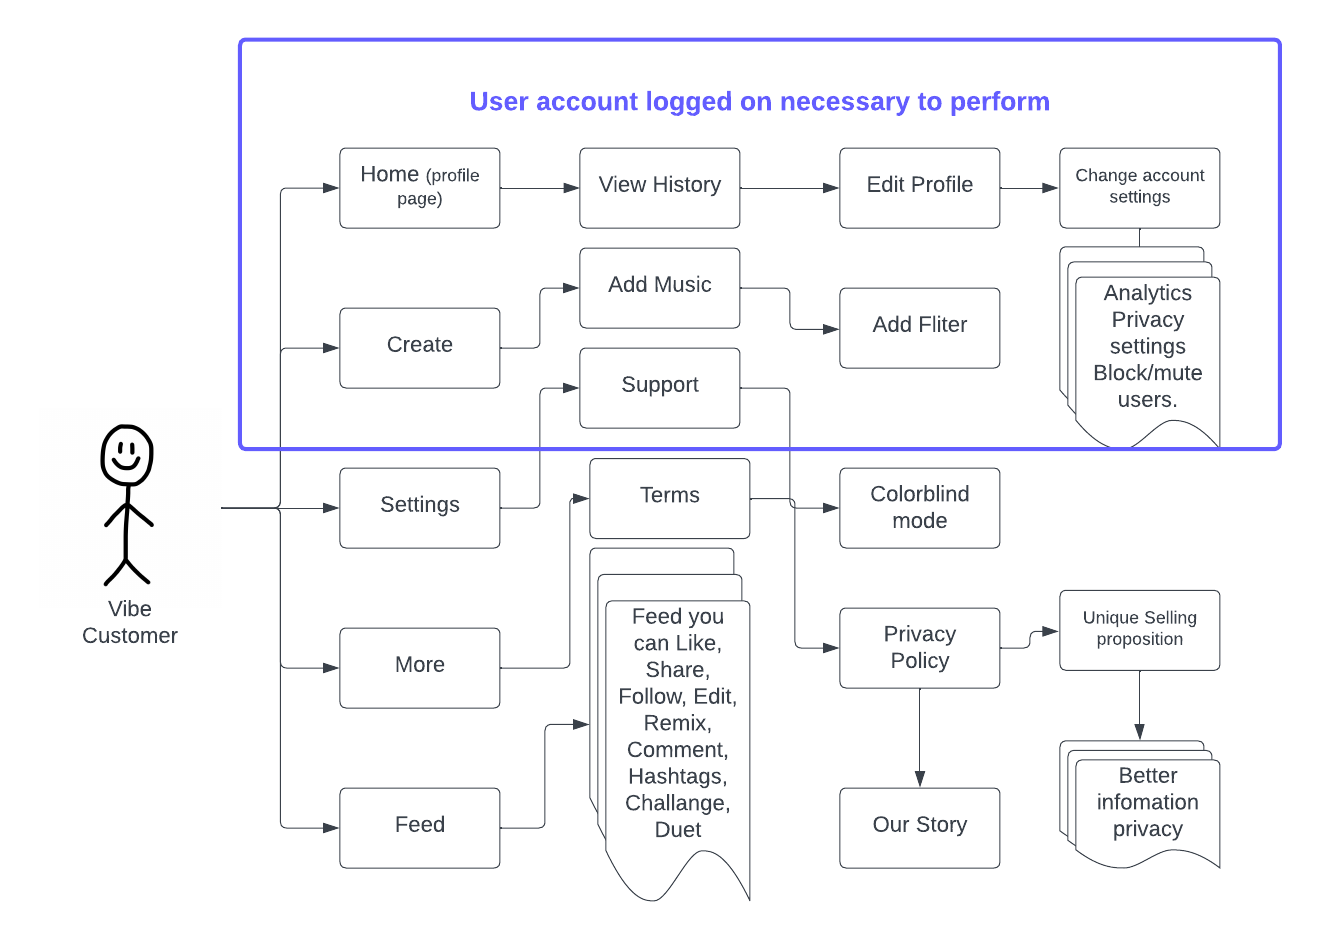 User account logged on necessary to perform
Home (profile
page)
View History
Edit Profile
Change account
settings
Create
Add Music
Add Fliter
Analytics
Privacy
settings
Block/mute
users.
Support
Settings
Terms
Colorblind
mode
Vibe
Customer
More
Feed you
can Like,
Share,
Follow, Edit,
Remix,
Comment,
Hashtags,
Challange,
Duet
Privacy
Policy
Unique Selling
proposition
Feed
Our Story
Better
infomation
privacy